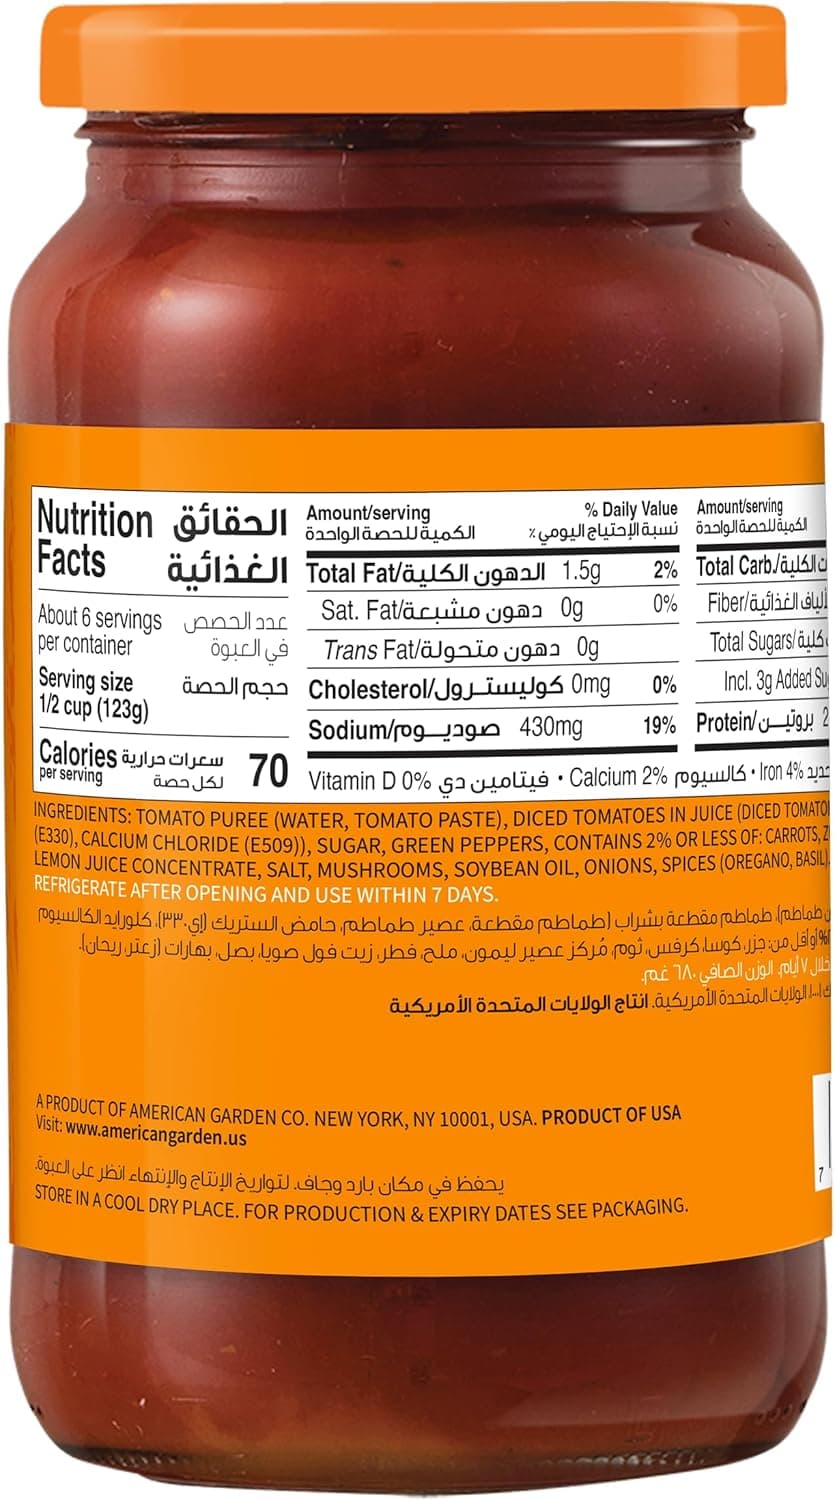 Nutrition الحقائق
Facts الغذائية
About 6 servings عدد الحصص
per container في العبوة
Serving size حجم الحصة
1/2 cup (123g)
Calories سعرات حرارية 70
per serving لكل حصة
Amount/serving % Daily Value
الكمية للحصة الواحدة نسبة الإحتياج اليومي %
Total Fat/الدهون الكلية 1.5g 2%
Sat. Fat/دهون مشبعة 0g 0%
Trans Fat/دهون متحولة 0g
Cholesterol/كوليسترول 0mg 0%
Sodium/صوديوم 430mg 19%
Amount/serving
الكمية للحصة الواحدة
Total Carb./الكلية
Fiber/ألياف الغذائية
Total Sugars/كلية
Incl. 3g Added
Protein/بروتين 2
Vitamin D 0% فيتامين دي • Calcium 2% كالسيوم • Iron 4% حديد
INGREDIENTS: TOMATO PUREE (WATER, TOMATO PASTE), DICED TOMATOES IN JUICE (DICED
(E330), CALCIUM CHLORIDE (E509)), SUGAR, GREEN PEPPERS, CONTAINS 2% OR LESS OF: CARROTS,
LEMON JUICE CONCENTRATE, SALT, MUSHROOMS, SOYBEAN OIL, ONIONS, SPICES (OREGANO, BASIL).
REFRIGERATE AFTER OPENING AND USE WITHIN 7 DAYS.
طماطم)، طماطم مقطعة بشراب (طماطم مقطعة، عصير طماطم، حامض الستريك (إي٣٣٠)، كلورايد الكالسيوم
أو أقل من: جزر، كوسا، كرفس، ثوم، مُركز عصير ليمون، ملح، فطر، زيت فول صويا، بصل، بهارات (زعتر، ريحان).
خلال ٧ أيام. الوزن الصافي ٦٨٠ غم.
الولايات المتحدة الأمريكية. انتاج الولايات المتحدة الأمريكية
A PRODUCT OF AMERICAN GARDEN CO. NEW YORK, NY 10001, USA. PRODUCT OF USA
Visit: www.americangarden.us
يحفظ في مكان بارد وجاف. لتواريخ الإنتاج والإنتهاء انظر على العبوة.
STORE IN A COOL DRY PLACE. FOR PRODUCTION & EXPIRY DATES SEE PACKAGING.
7